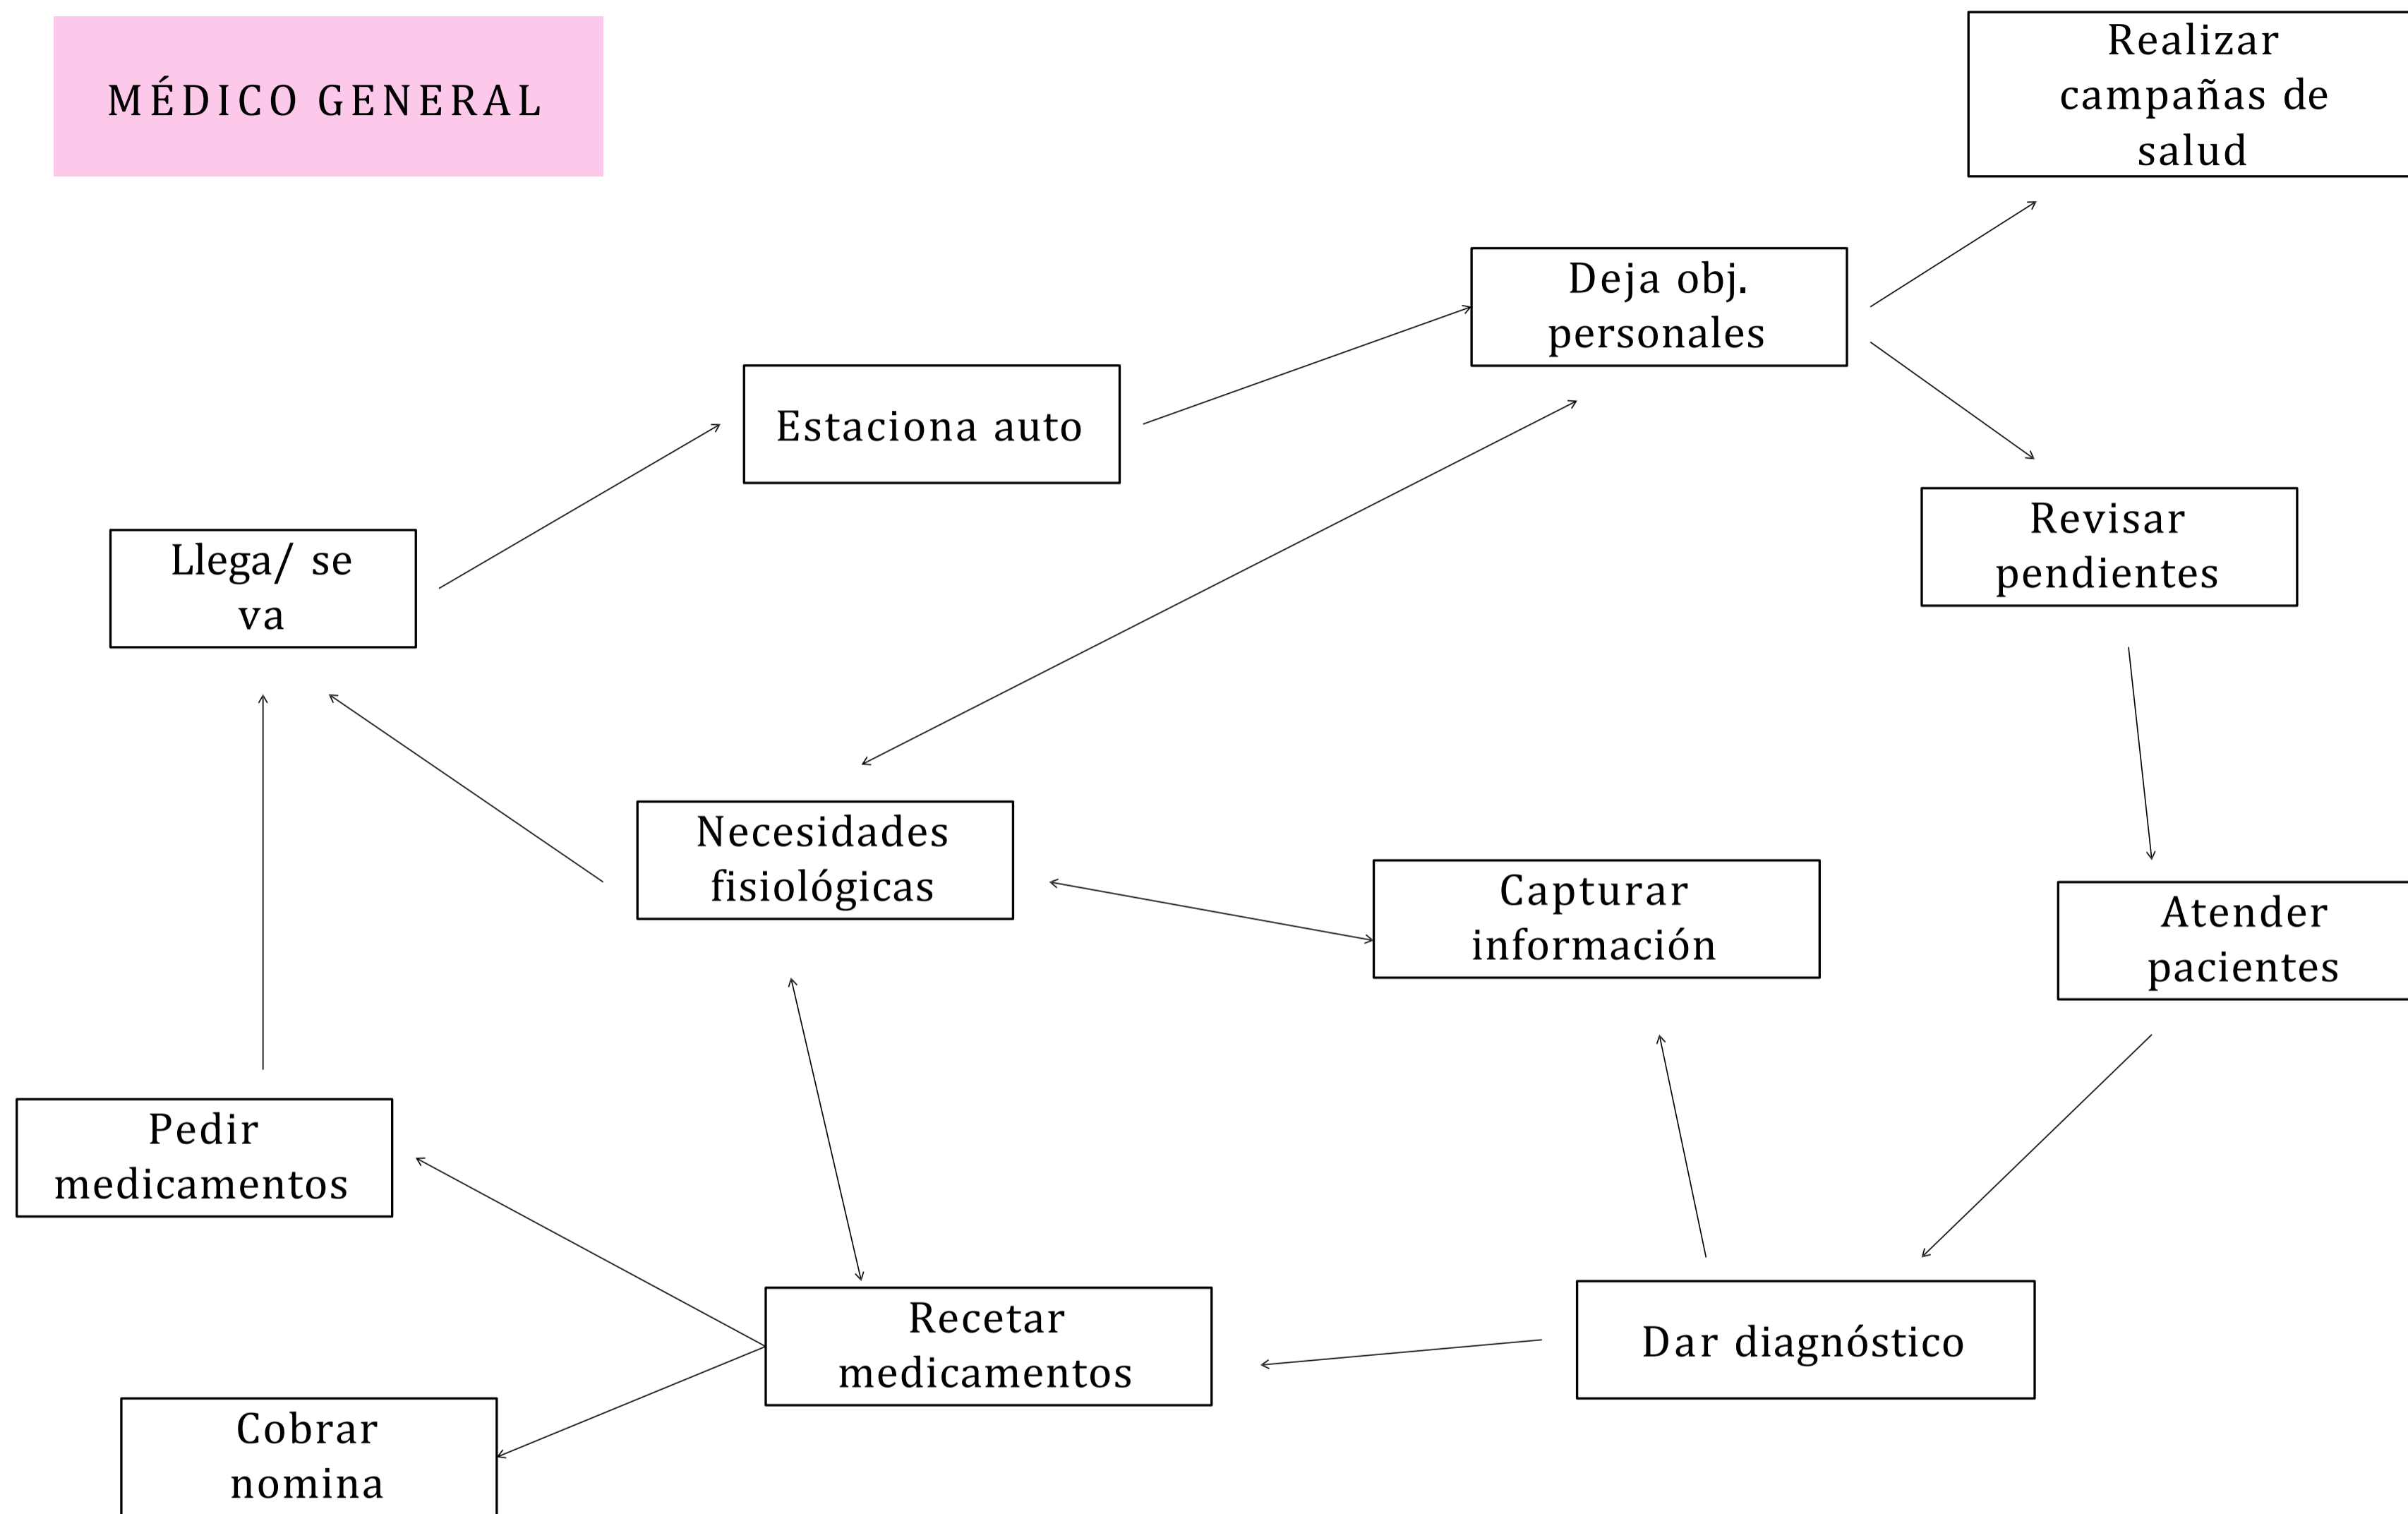 MÉDICO GENERAL
Realizar
campañas de
salud
Deja obj.
personales
Estaciona auto
Revisar
pendientes
Llega/ se
va
Necesidades
fisiológicas
Capturar
información
Atender
pacientes
Pedir
medicamentos
Recetar
medicamentos
Dar diagnóstico
Cobrar
nomina